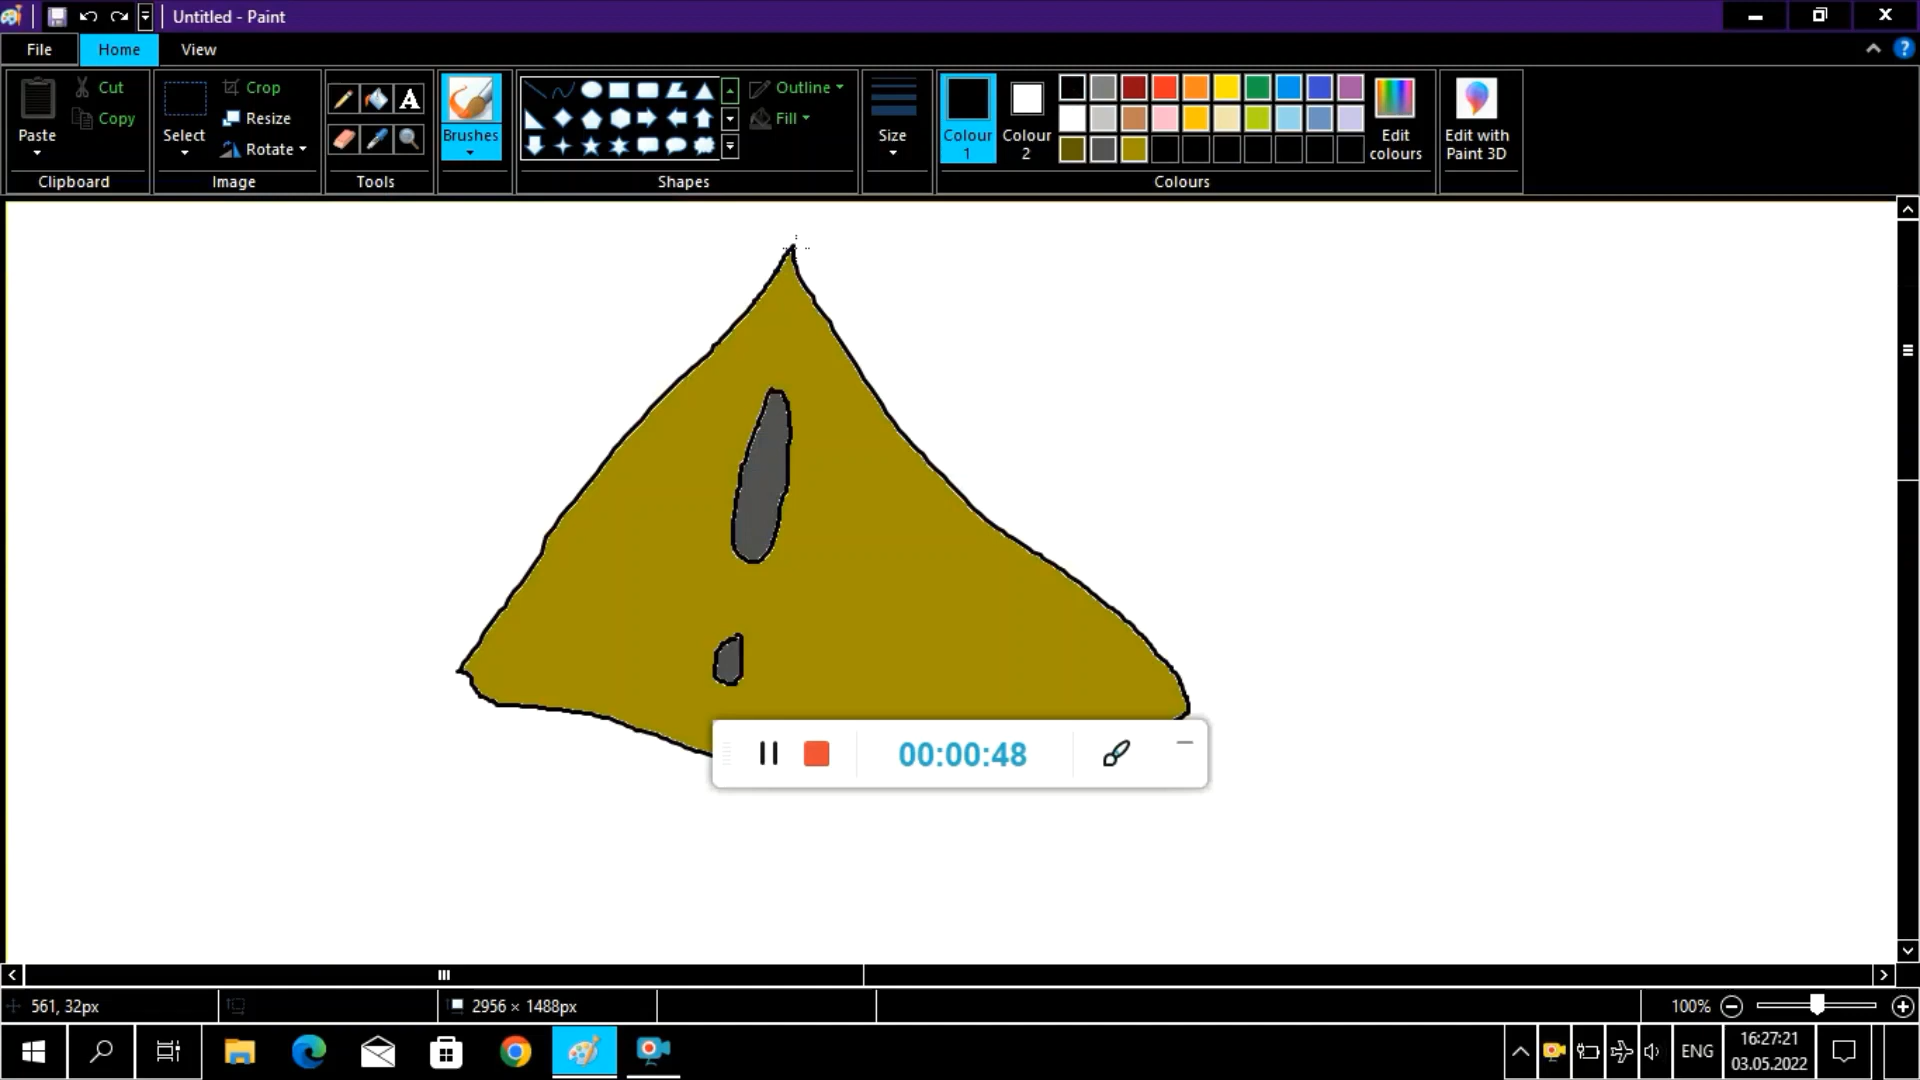 Untitled - Paint
File Home View
Paste
Cut
Copy
Clipboard
Select
Crop
Resize
Rotate
Image
A
Tools
Brushes
Outline
Fill
Shapes
Size
Colour 1
Colour 2
Edit colours
Colours
Edit with Paint 3D
00:00:48
561, 32px
2956 × 1488px
100%
ENG
16:27:21
03.05.2022